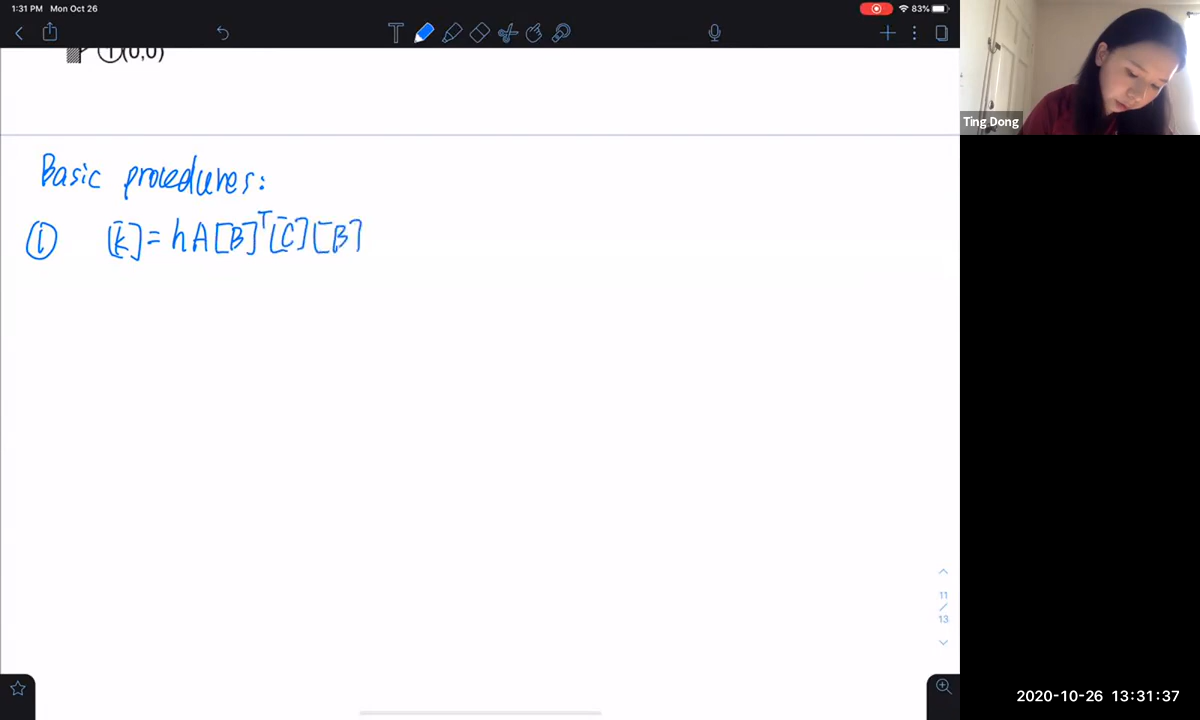 1:31 PM Mon Oct 26
83%
①(0,0)
Ting Dong
Basic procedures:
① [k] = hA[B]ᵀ[C][B]
11
/
13
2020-10-26 13:31:37